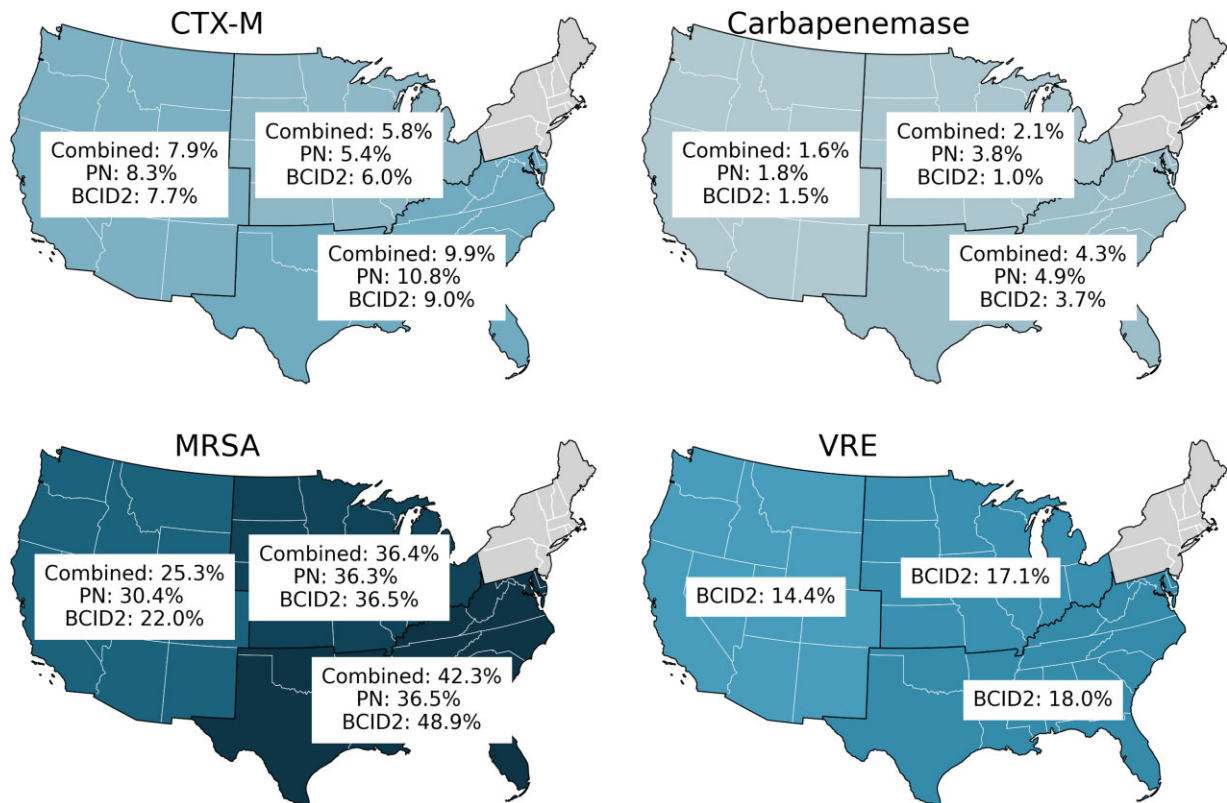 CTX-M
Combined: 7.9%
PN: 8.3%
BCID2: 7.7%
Combined: 5.8%
PN: 5.4%
BCID2: 6.0%
Combined: 9.9%
PN: 10.8%
BCID2: 9.0%
Carbapenemase
Combined: 1.6%
PN: 1.8%
BCID2: 1.5%
Combined: 2.1%
PN: 3.8%
BCID2: 1.0%
Combined: 4.3%
PN: 4.9%
BCID2: 3.7%
MRSA
Combined: 25.3%
PN: 30.4%
BCID2: 22.0%
Combined: 36.4%
PN: 36.3%
BCID2: 36.5%
Combined: 42.3%
PN: 36.5%
BCID2: 48.9%
VRE
BCID2: 14.4%
BCID2: 17.1%
BCID2: 18.0%